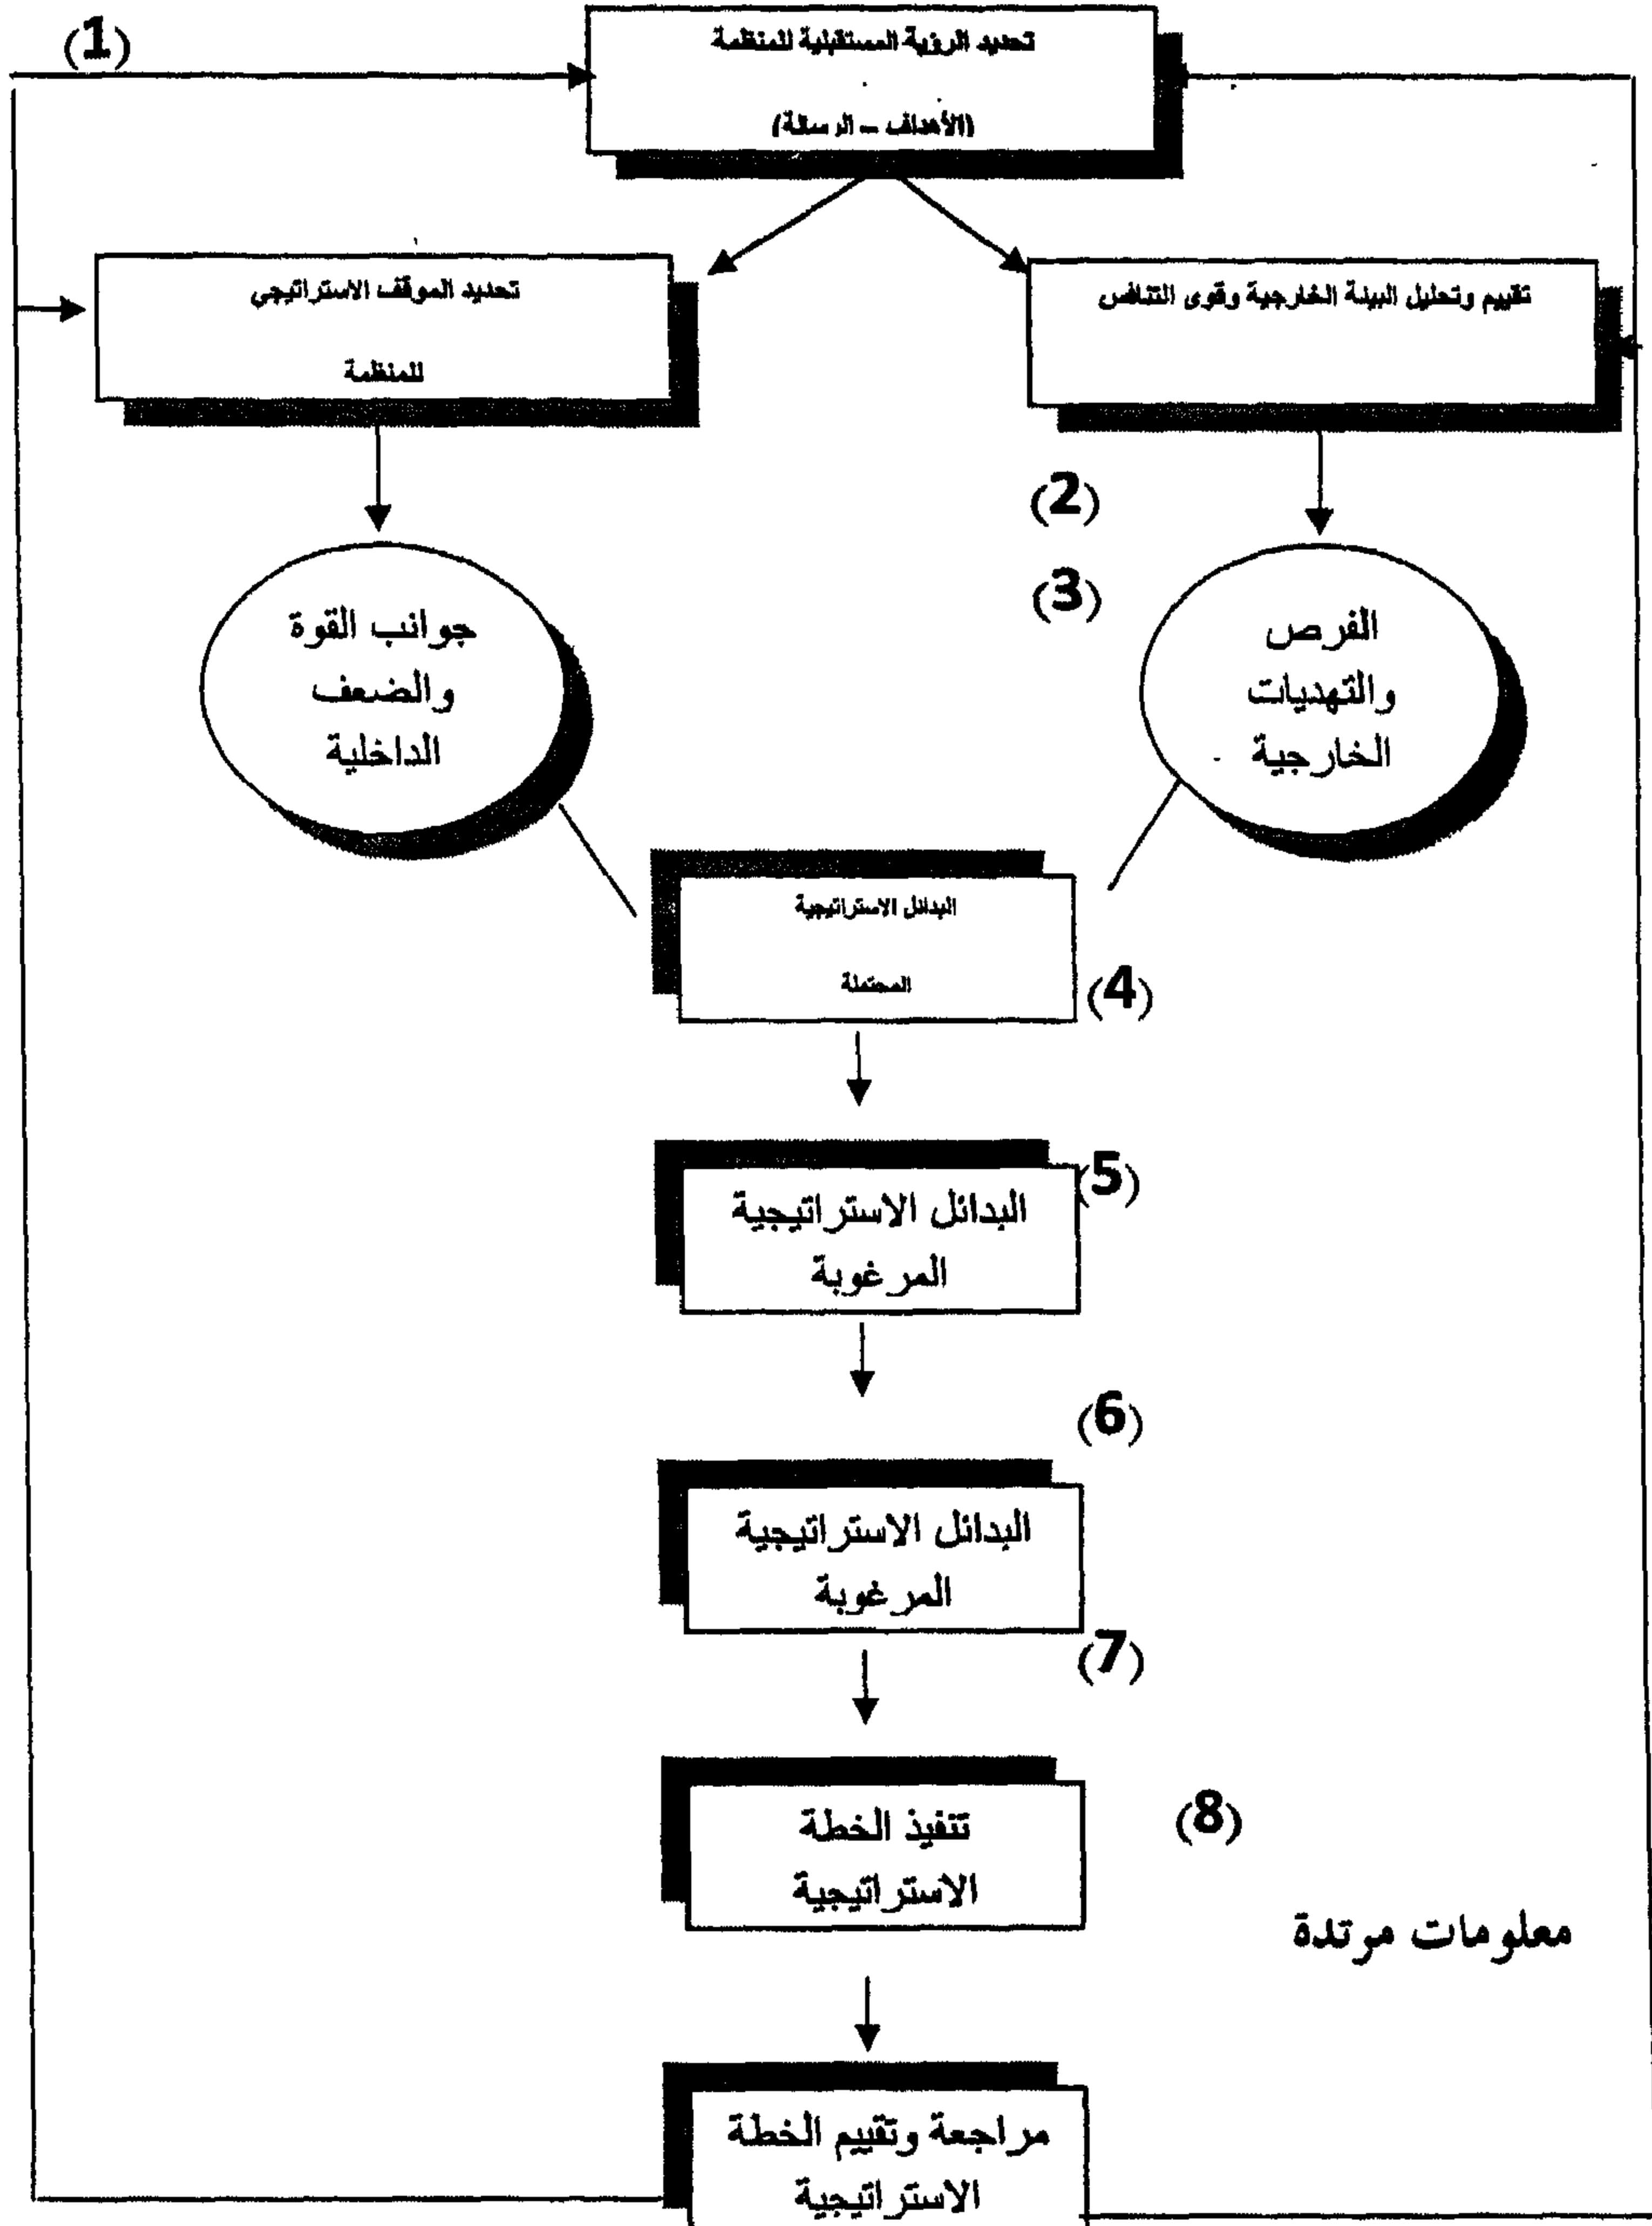 (1)
تحديد الرؤية المستقبلية للمنظمة
(الأهداف – الرسالة)
تقييم وتحليل البيئة الخارجية وقوى التنافس
تحديد الموقف الاستراتيجي
للمنظمة
(2)
(3)
الفرص
والتهديات
الخارجية
جوانب القوة
والضعف
الداخلية
البدائل الاستراتيجية
المحتملة
(4)
(5)
البدائل الاستراتيجية
المرغوبة
(6)
البدائل الاستراتيجية
المرغوبة
(7)
تنفيذ الخطة
الاستراتيجية
(8)
معلومات مرتدة
مراجعة وتقييم الخطة
الاستراتيجية